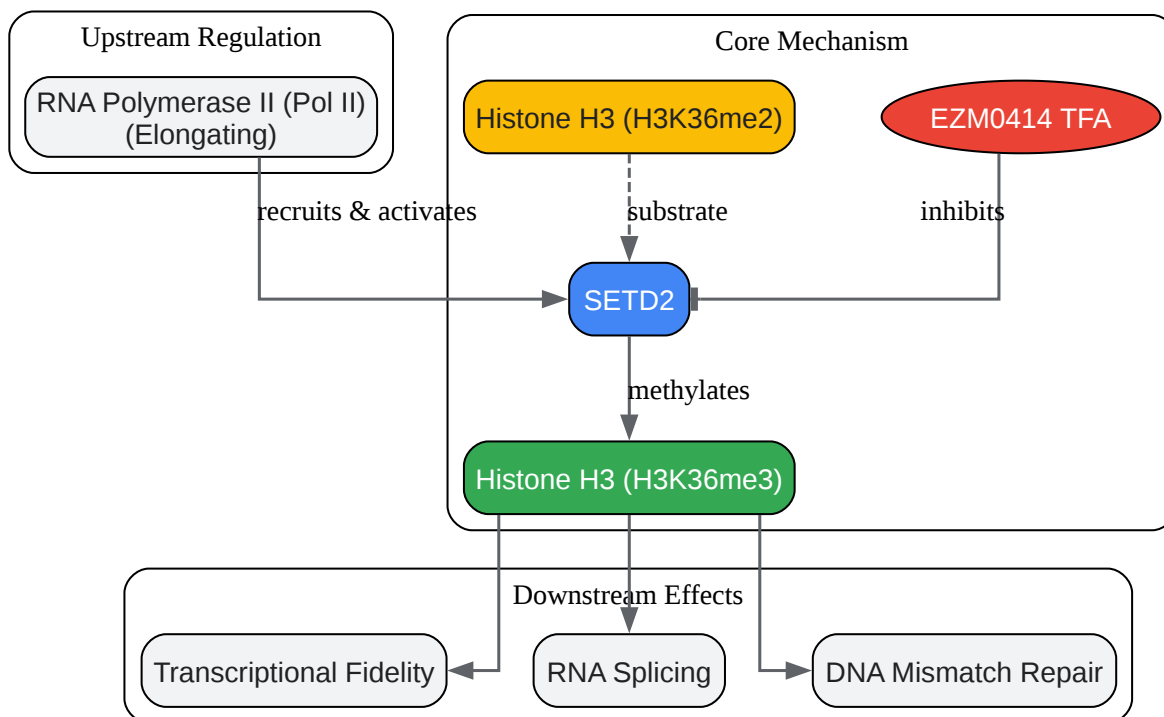 Upstream Regulation
Core Mechanism
RNA Polymerase II (Pol II)
(Elongating)
Histone H3 (H3K36me2)
EZM0414 TFA
recruits & activates
substrate
inhibits
SETD2
methylates
Histone H3 (H3K36me3)
Downstream Effects
Transcriptional Fidelity
RNA Splicing
DNA Mismatch Repair